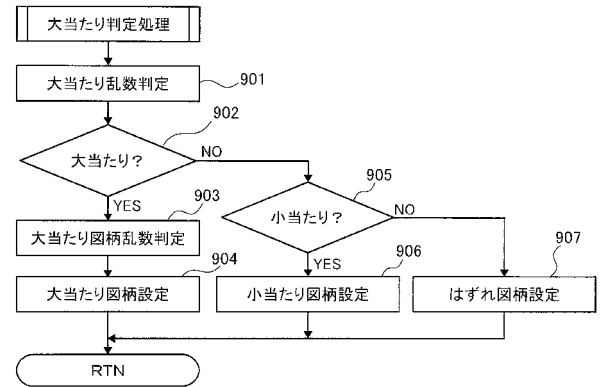 大当たり判定処理
大当たり乱数判定
901
902
大当たり?
NO
YES
905
小当たり?
NO
YES
903
大当たり図柄乱数判定
904
大当たり図柄設定
906
小当たり図柄設定
907
はずれ図柄設定
RTN